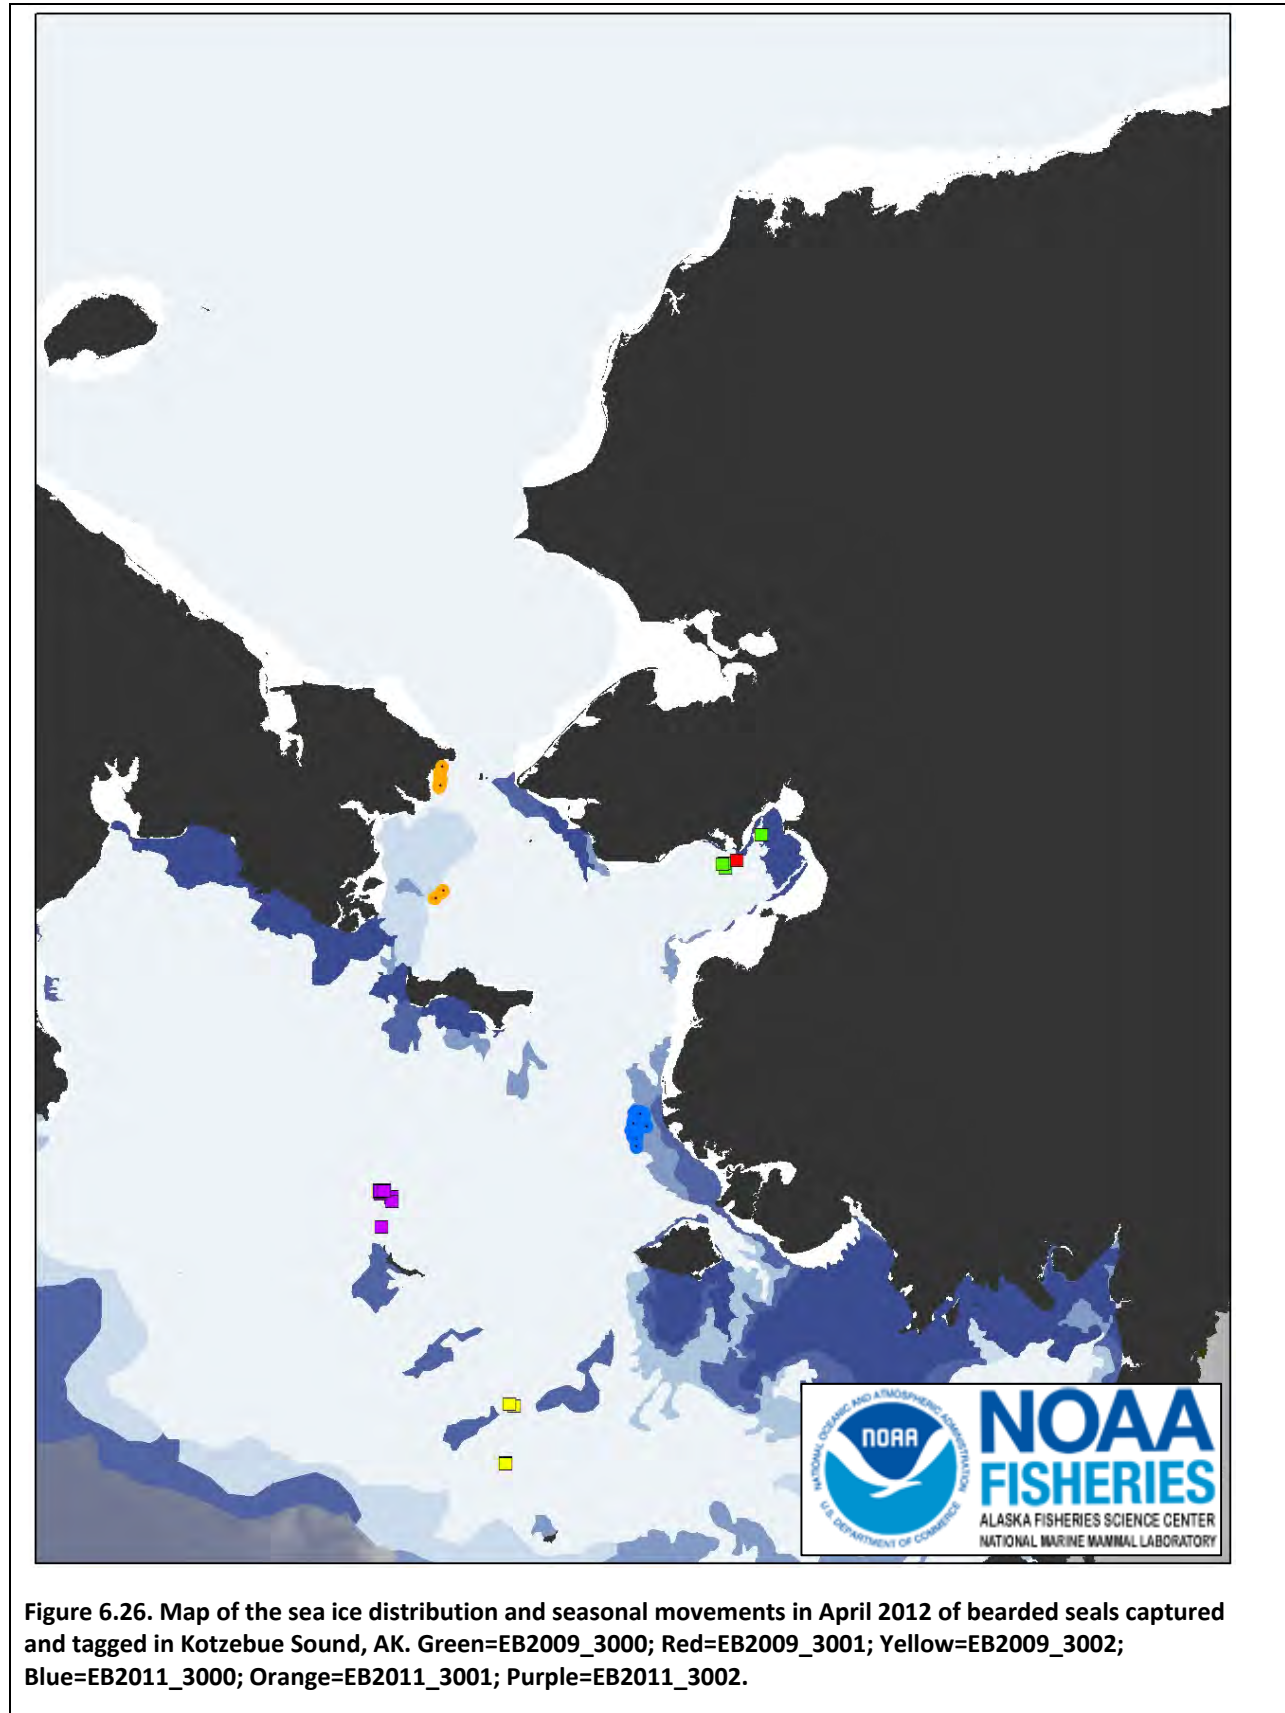 NATIONAL OCEANIC AND ATMOSPHERIC ADMINISTRATION
NOAA
U.S. DEPARTMENT OF COMMERCE
NOAA
FISHERIES
ALASKA FISHERIES SCIENCE CENTER
NATIONAL MARINE MAMMAL LABORATORY
Figure 6.26. Map of the sea ice distribution and seasonal movements in April 2012 of bearded seals captured
and tagged in Kotzebue Sound, AK. Green=EB2009_3000; Red=EB2009_3001; Yellow=EB2009_3002;
Blue=EB2011_3000; Orange=EB2011_3001; Purple=EB2011_3002.